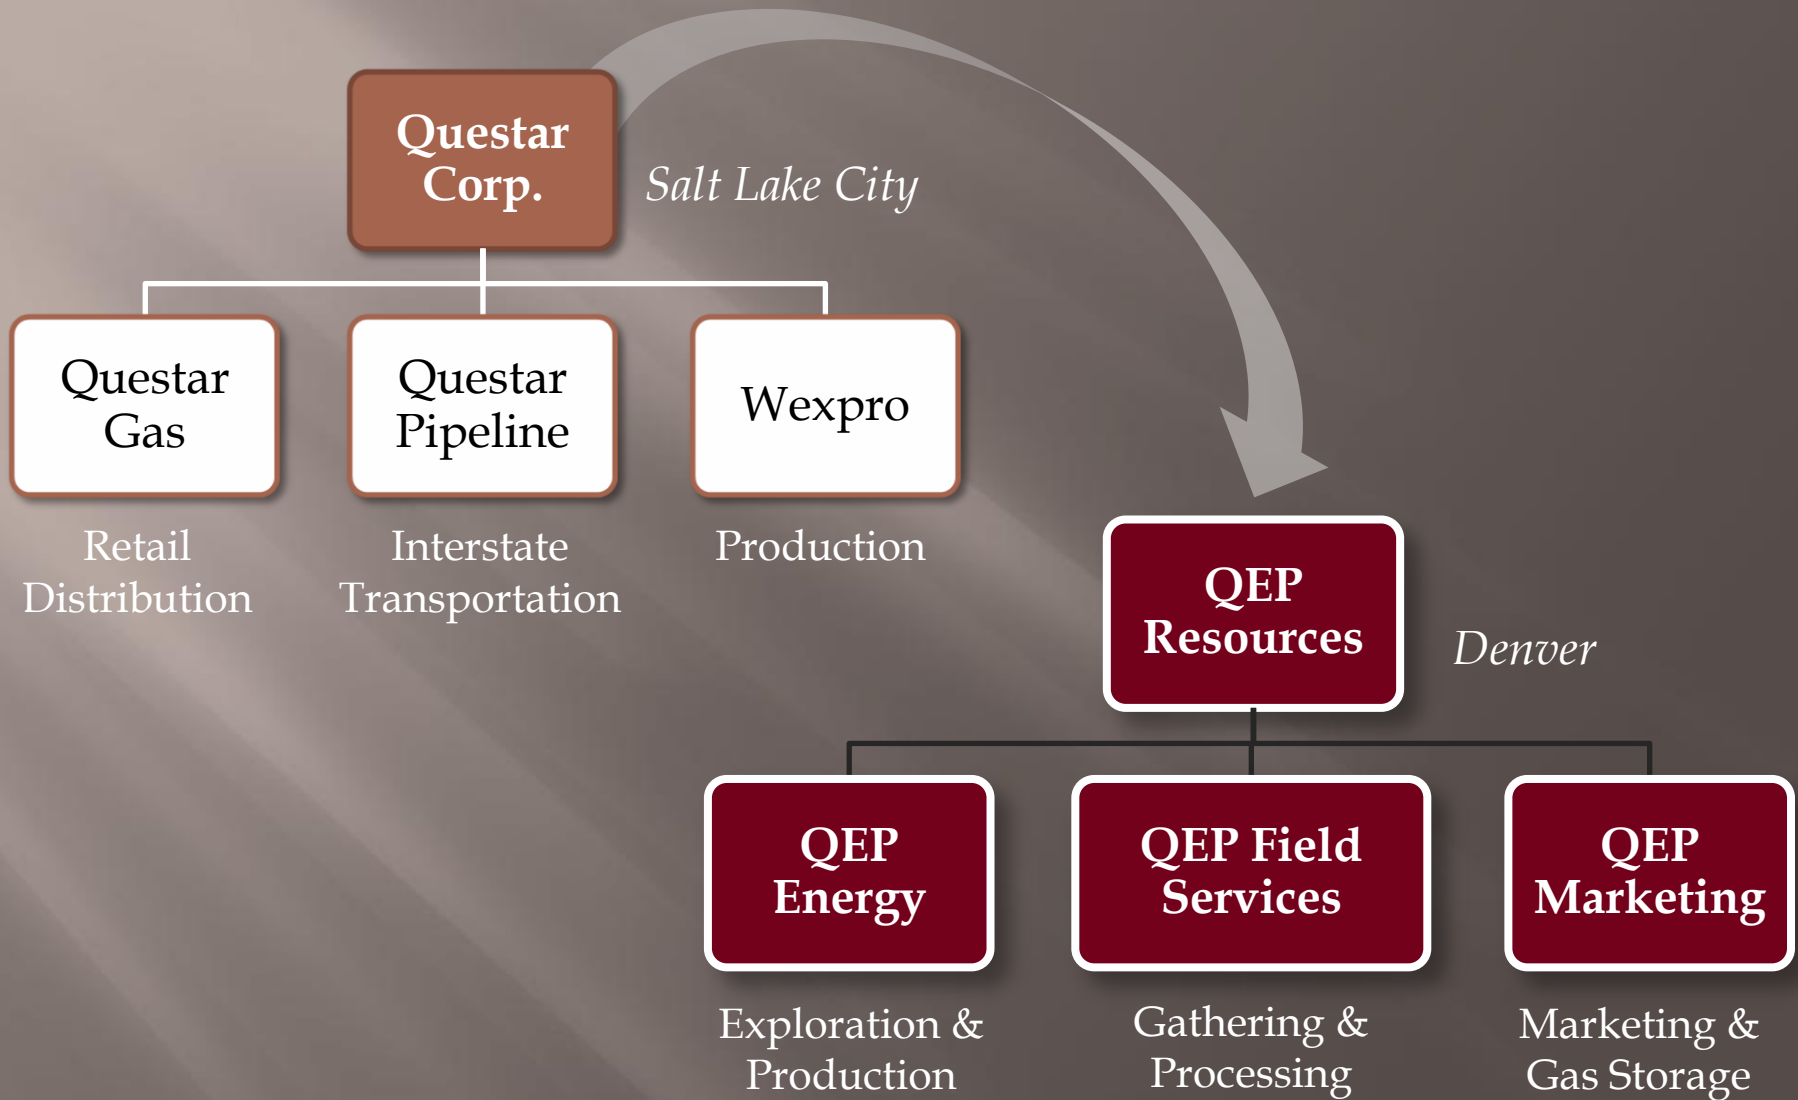 Questar
Corp.
Salt Lake City
Questar
Gas
Questar
Pipeline
Wexpro
Retail
Distribution
Interstate
Transportation
Production
QEP
Resources
Denver
QEP
Energy
QEP Field
Services
QEP
Marketing
Exploration &
Production
Gathering &
Processing
Marketing &
Gas Storage